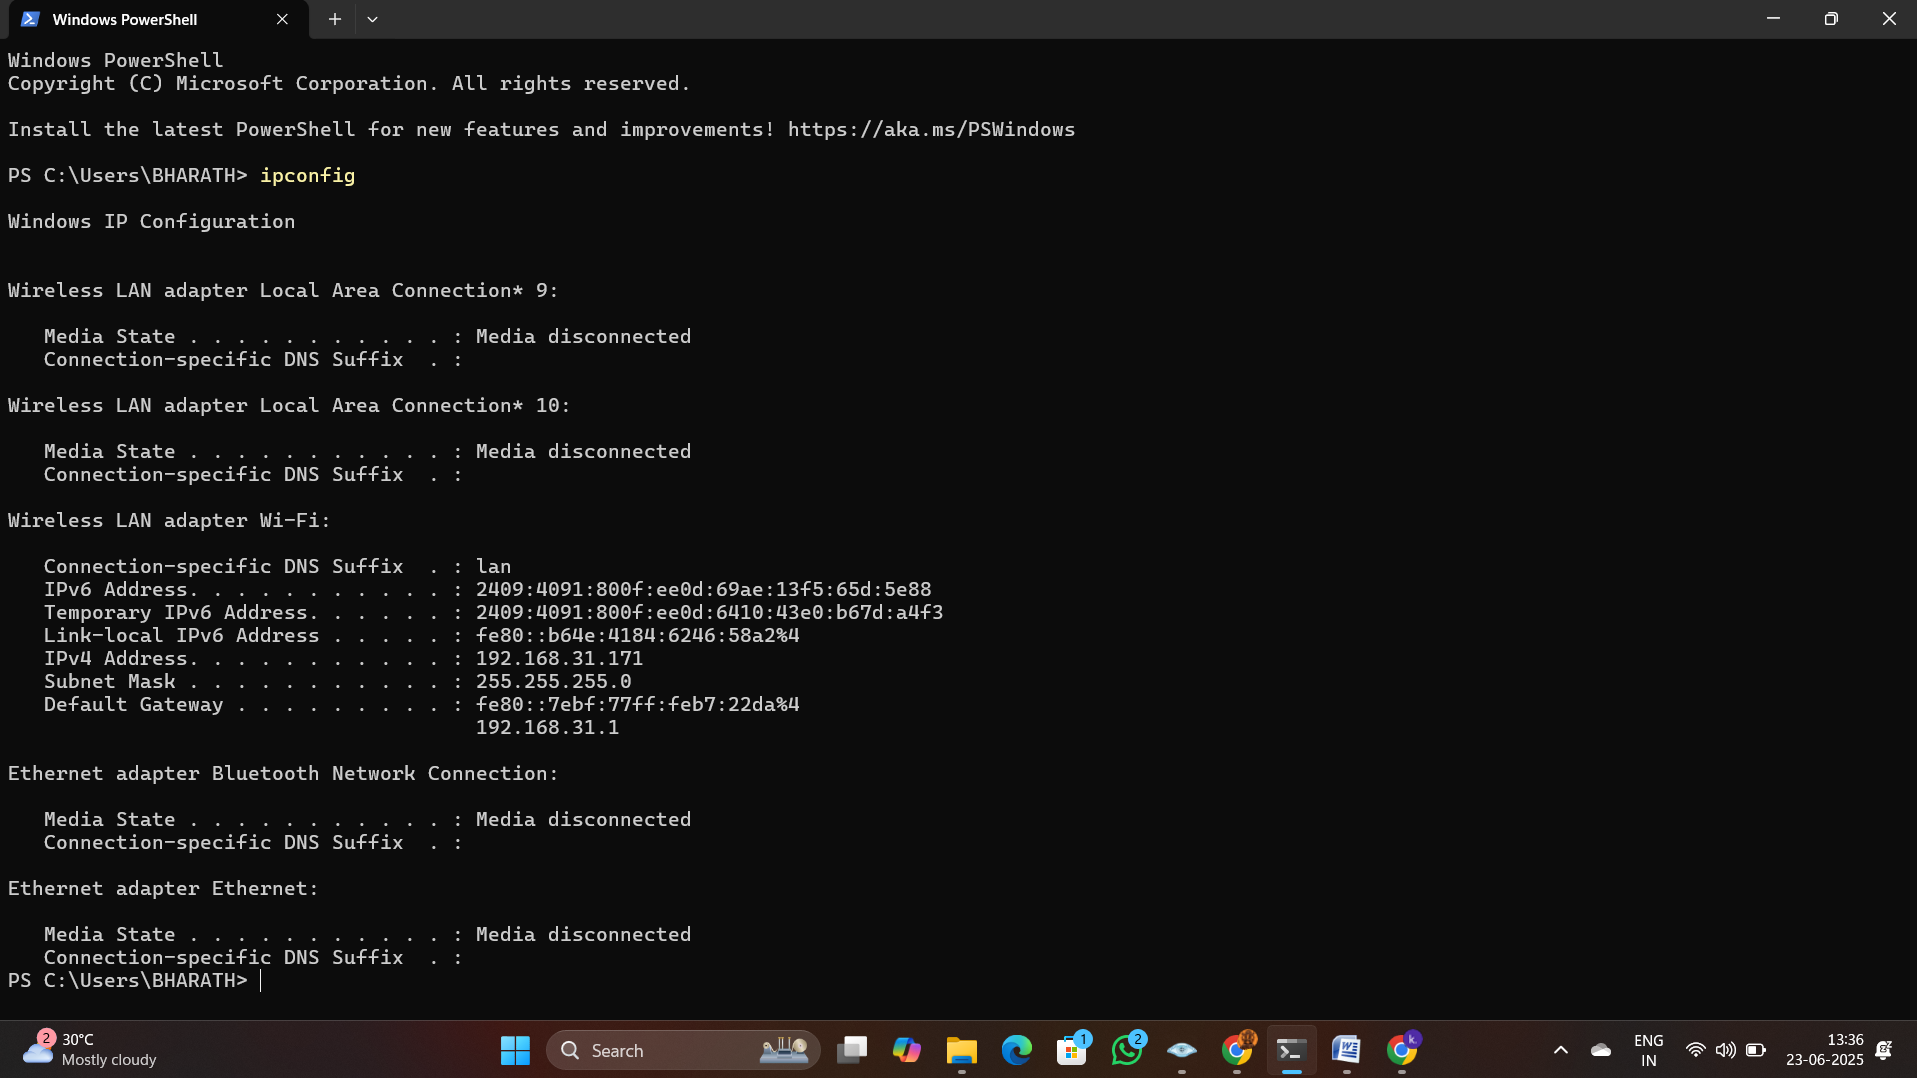 Windows PowerShell
Windows PowerShell
Copyright (C) Microsoft Corporation. All rights reserved.
Install the latest PowerShell for new features and improvements! https://aka.ms/PSWindows
PS C:\Users\BHARATH> ipconfig
Windows IP Configuration
Wireless LAN adapter Local Area Connection* 9:
   Media State . . . . . . . . . . . : Media disconnected
   Connection-specific DNS Suffix  . :
Wireless LAN adapter Local Area Connection* 10:
   Media State . . . . . . . . . . . : Media disconnected
   Connection-specific DNS Suffix  . :
Wireless LAN adapter Wi-Fi:
   Connection-specific DNS Suffix  . : lan
   IPv6 Address. . . . . . . . . . . : 2409:4091:800f:ee0d:69ae:13f5:65d:5e88
   Temporary IPv6 Address. . . . . . : 2409:4091:800f:ee0d:6410:43e0:b67d:a4f3
   Link-local IPv6 Address . . . . . : fe80::b64e:4184:6246:58a2%4
   IPv4 Address. . . . . . . . . . . : 192.168.31.171
   Subnet Mask . . . . . . . . . . . : 255.255.255.0
   Default Gateway . . . . . . . . . : fe80::7ebf:77ff:feb7:22da%4
                                       192.168.31.1
Ethernet adapter Bluetooth Network Connection:
   Media State . . . . . . . . . . . : Media disconnected
   Connection-specific DNS Suffix  . :
Ethernet adapter Ethernet:
   Media State . . . . . . . . . . . : Media disconnected
   Connection-specific DNS Suffix  . :
PS C:\Users\BHARATH>
2
30°C
Mostly cloudy
Search
1
2
k.
ENG
IN
13:36
23-06-2025